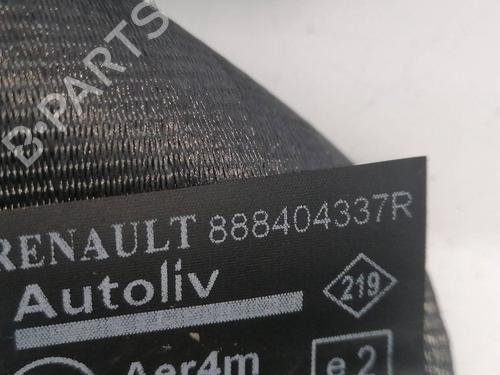 B-PARTS
RENAULT 888404337R
Autoliv
219
Aer4m
e 2